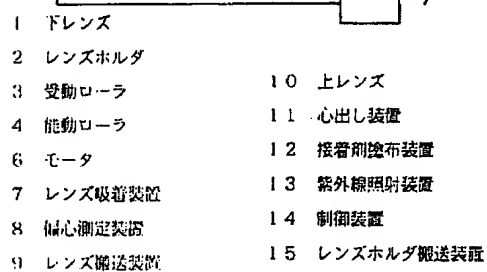 1 下レンズ
2 レンズホルダ
3 受動ローラ
4 能動ローラ
6 モータ
7 レンズ吸着装置
8 偏心測定装置
9 レンズ搬送装置
10 上レンズ
11 心出し装置
12 接着剤塗布装置
13 紫外線照射装置
14 制御装置
15 レンズホルダ搬送装置